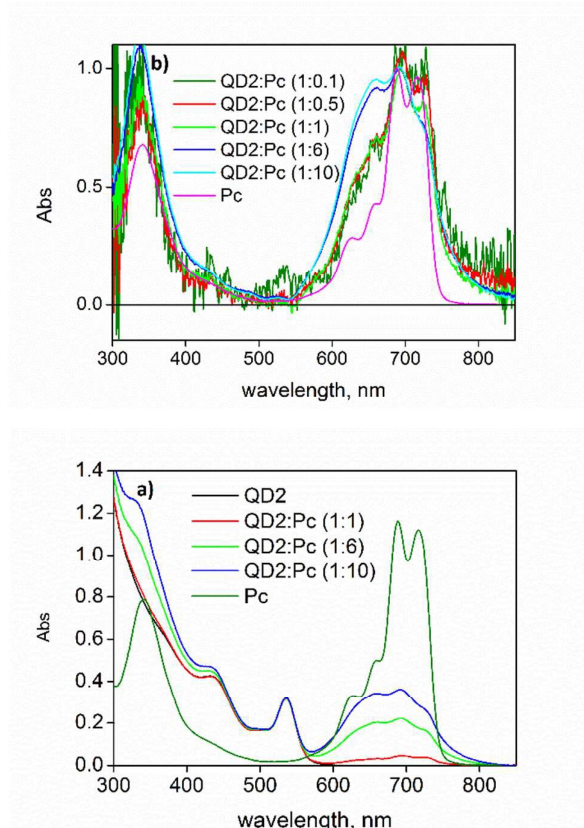 b)
QD2:Pc (1:0.1)
QD2:Pc (1:0.5)
QD2:Pc (1:1)
QD2:Pc (1:6)
QD2:Pc (1:10)
Pc
1.0
0.5
0.0
Abs
300 400 500 600 700 800
wavelength, nm
a)
QD2
QD2:Pc (1:1)
QD2:Pc (1:6)
QD2:Pc (1:10)
Pc
1.4
1.2
1.0
0.8
0.6
0.4
0.2
0.0
Abs
300 400 500 600 700 800
wavelength, nm